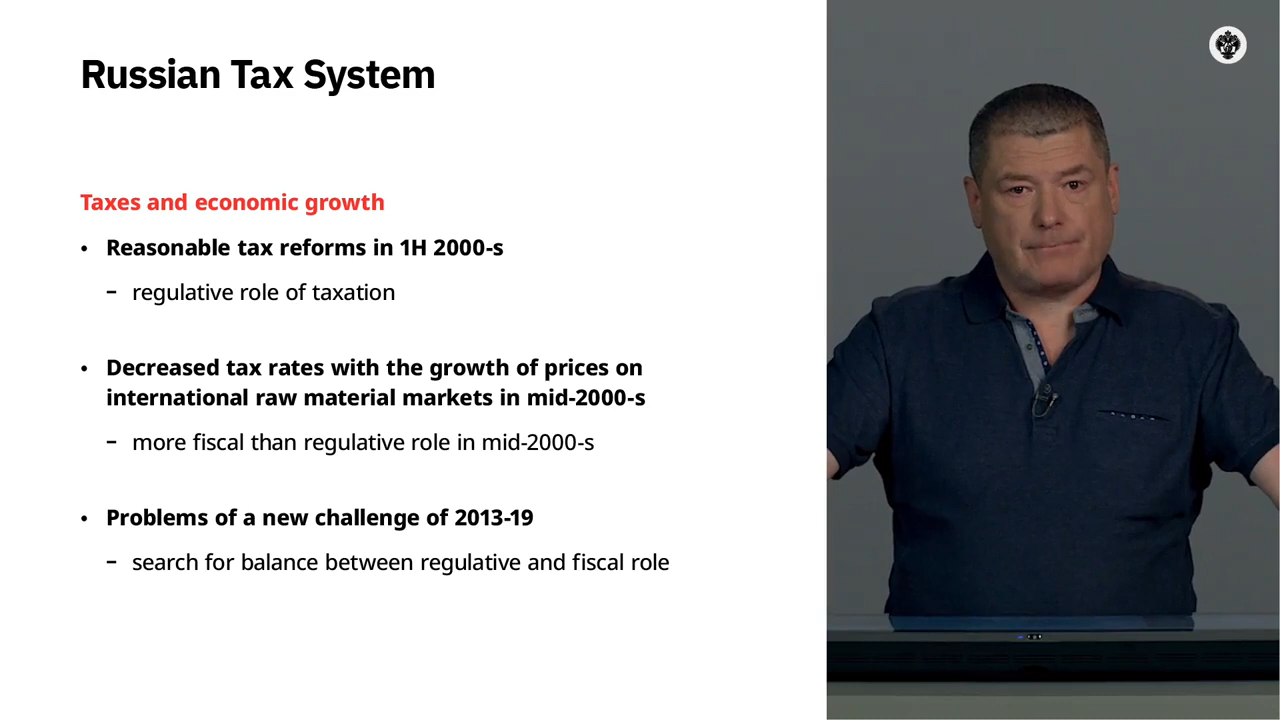 Russian Tax System
Taxes and economic growth
• Reasonable tax reforms in 1H 2000-s
– regulative role of taxation
• Decreased tax rates with the growth of prices on
international raw material markets in mid-2000-s
– more fiscal than regulative role in mid-2000-s
• Problems of a new challenge of 2013-19
– search for balance between regulative and fiscal role